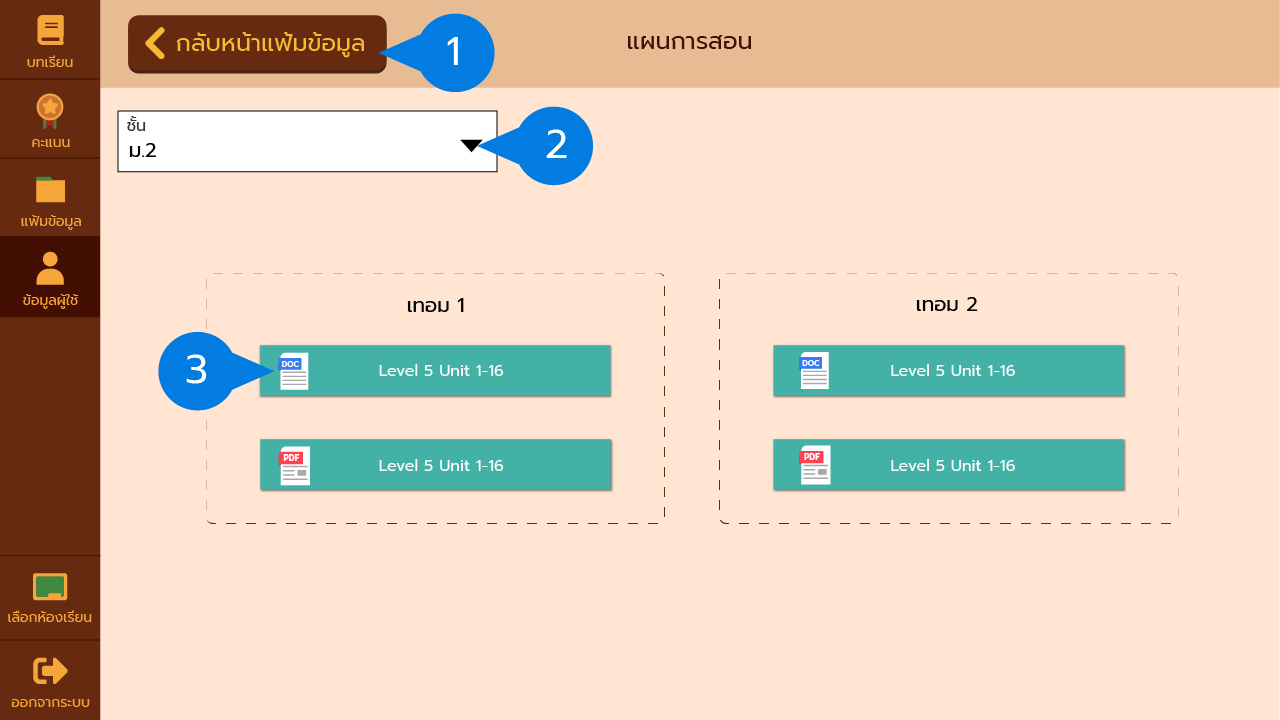 บทเรียน
คะแนน
แฟ้มข้อมูล
ข้อมูลผู้ใช้
เลือกห้องเรียน
ออกจากระบบ
กลับหน้าแฟ้มข้อมูล
1
แผนการสอน
ชั้น
ม.2
2
เทอม 1
3
DOC
Level 5 Unit 1-16
PDF
Level 5 Unit 1-16
เทอม 2
DOC
Level 5 Unit 1-16
PDF
Level 5 Unit 1-16